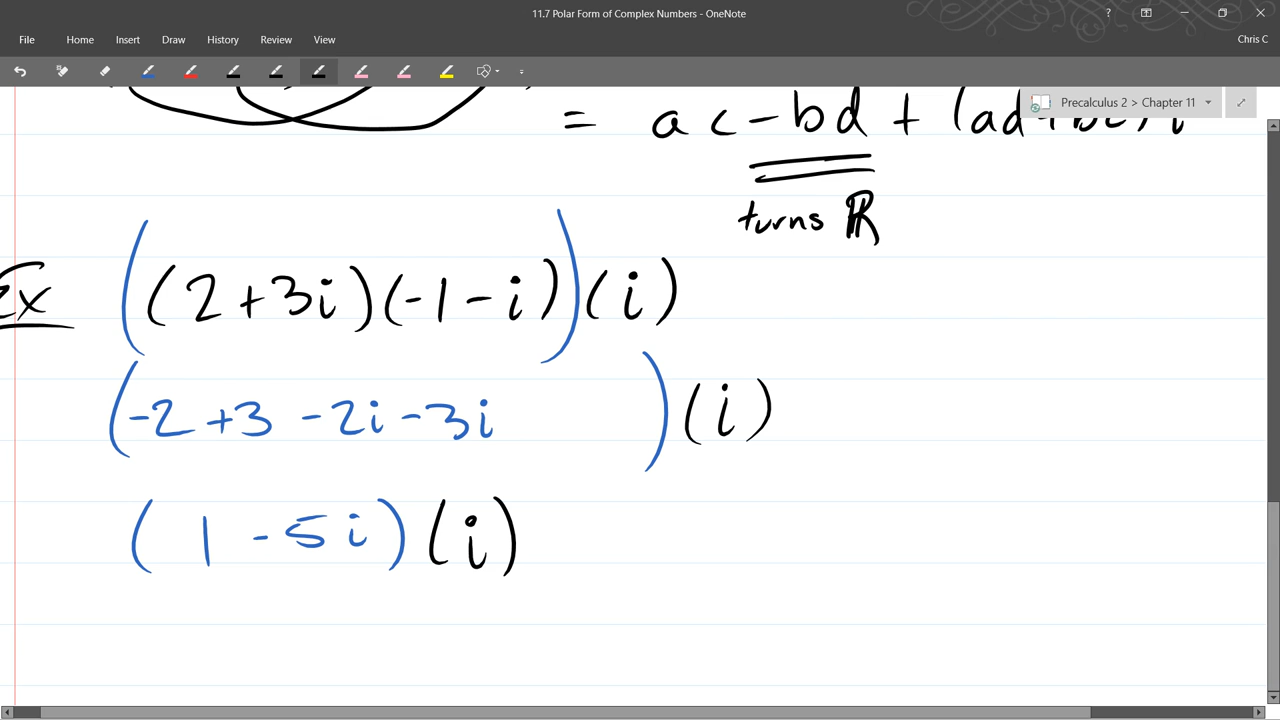 11.7 Polar Form of Complex Numbers - OneNote
File Home Insert Draw History Review View Chris C
Precalculus 2 > Chapter 11
= ac - bd + (ad + bc) i
turns ℝ
Ex ((2+3i)(-1-i))(i)
(-2 +3 -2i -3i )(i)
(1 - 5i)(i)